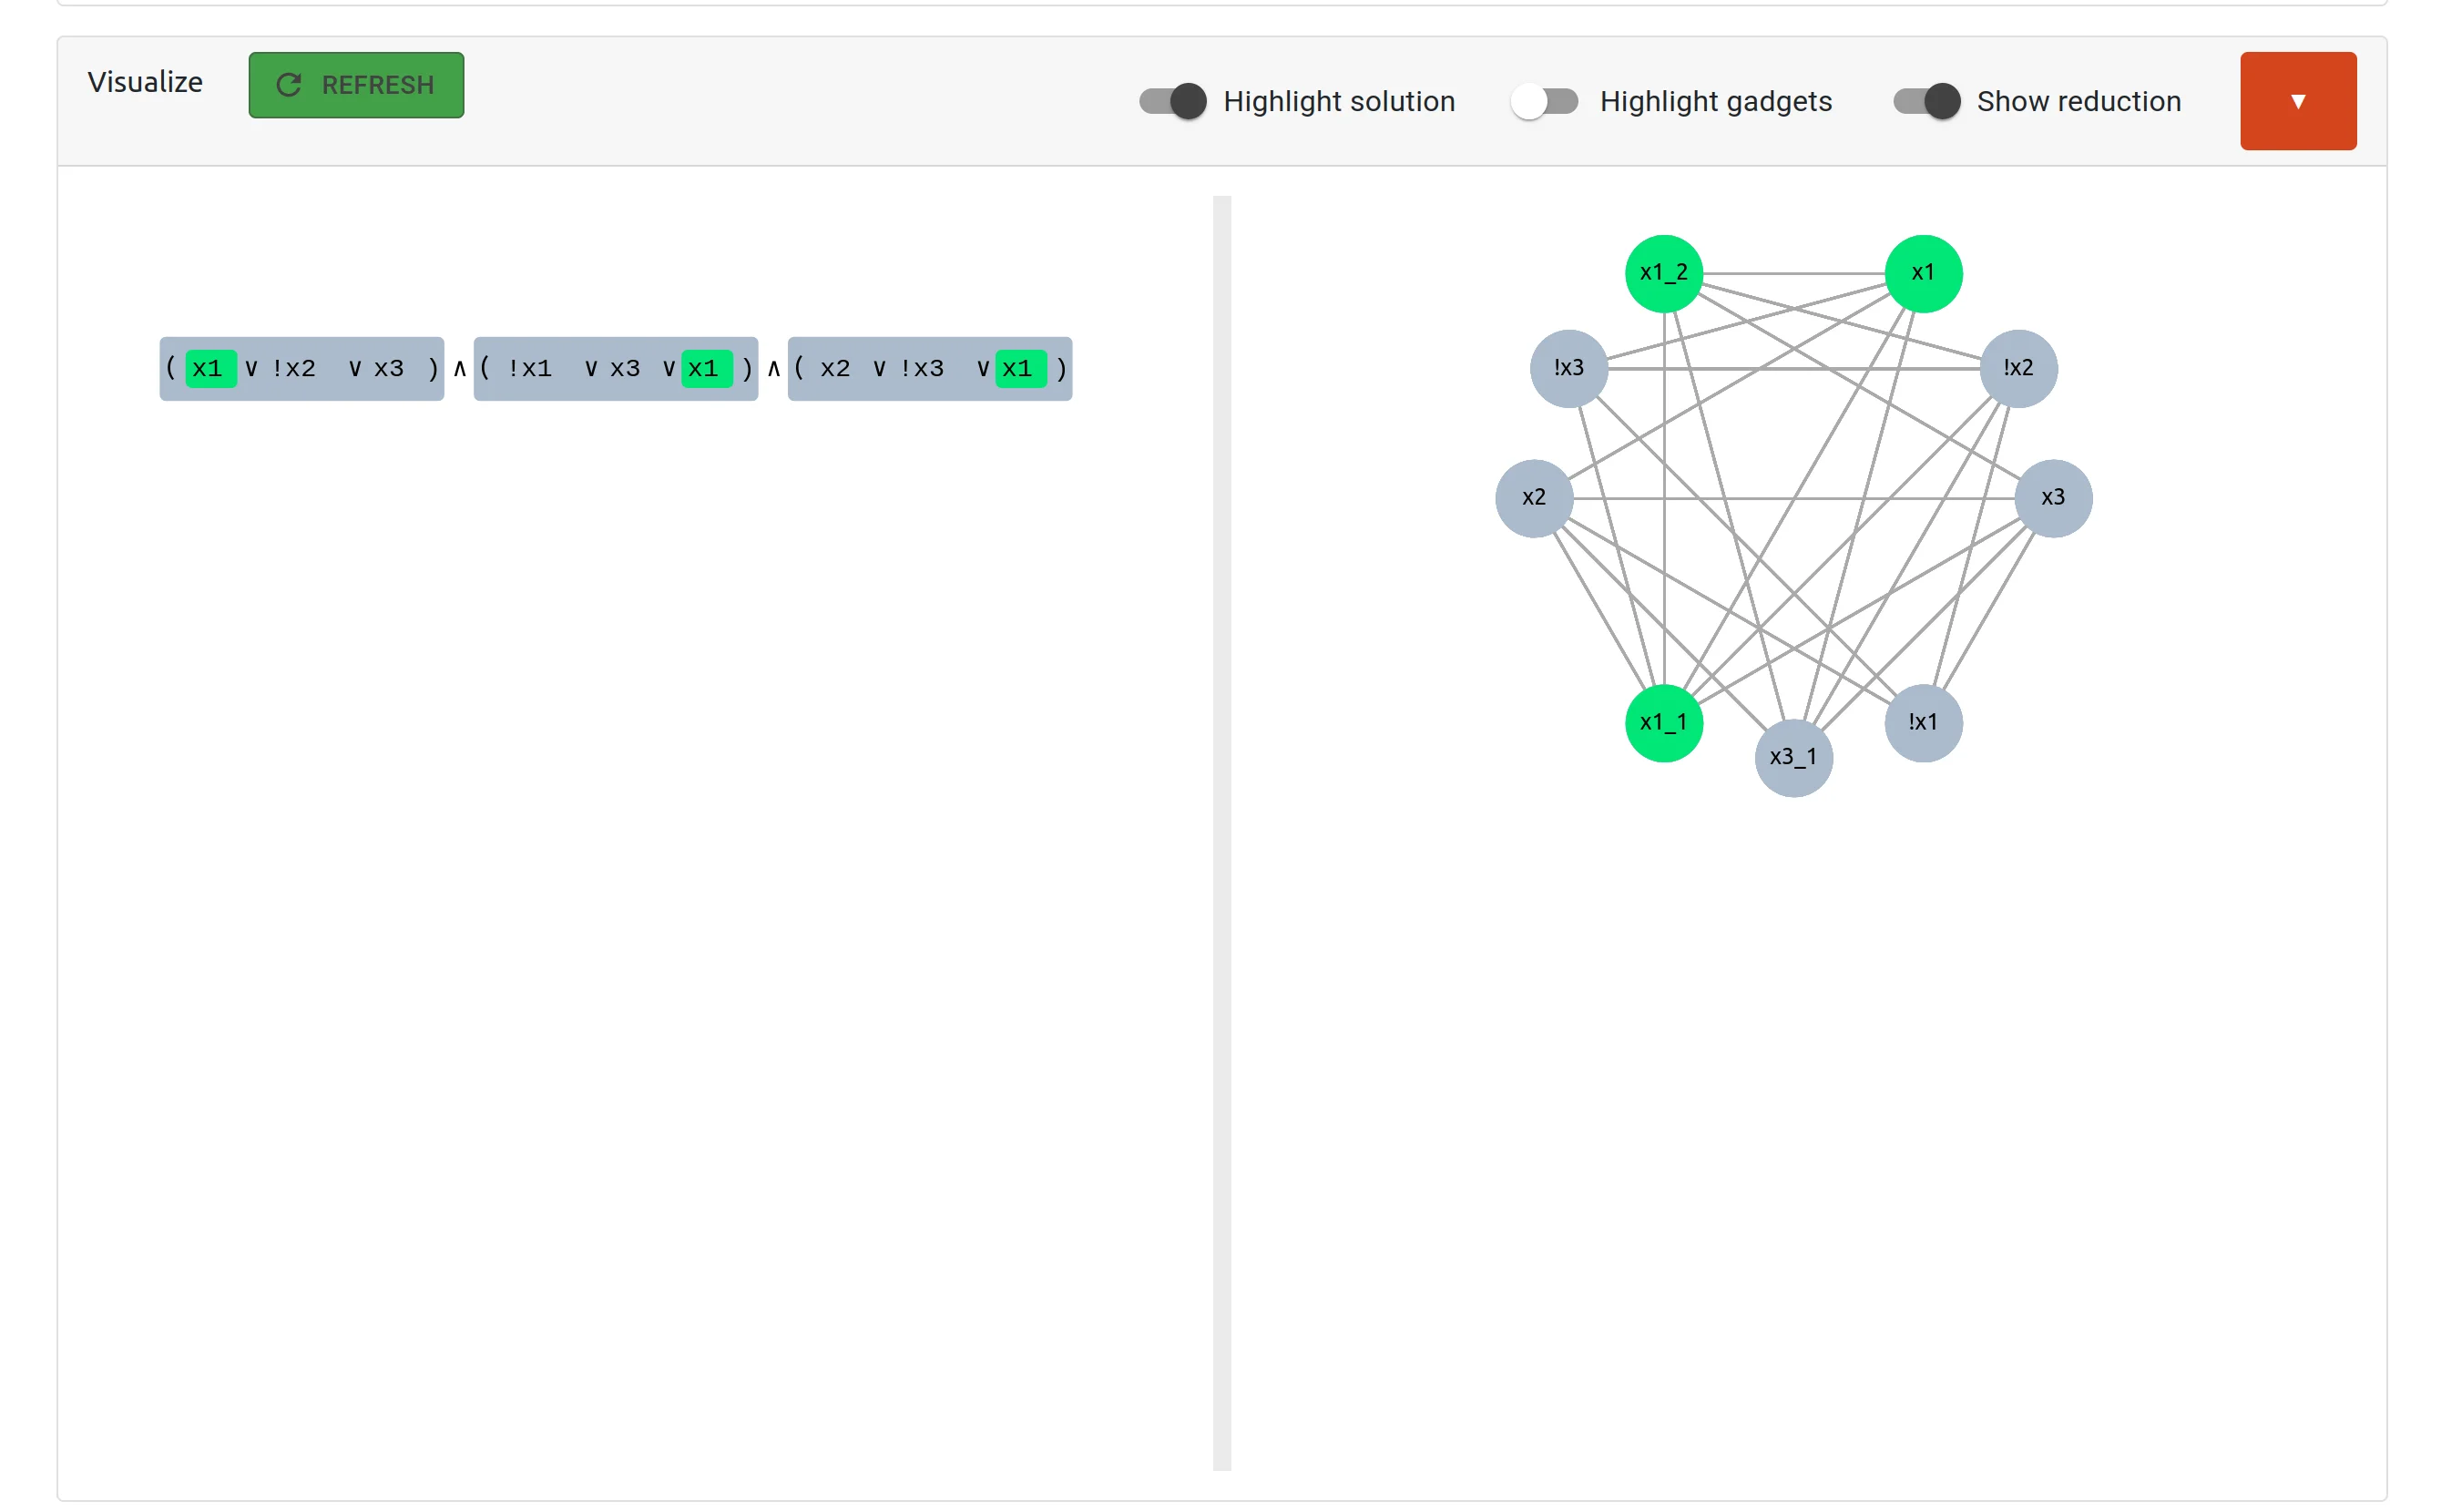 Visualize REFRESH Highlight solution Highlight gadgets Show reduction ▼
x1_2 x1
( x1 ∨ !x2 ∨ x3 ) ∧ ( !x1 ∨ x3 ∨ x1 ) ∧ ( x2 ∨ !x3 ∨ x1 )
!x3 !x2
x2 x3
x1_1 !x1
x3_1